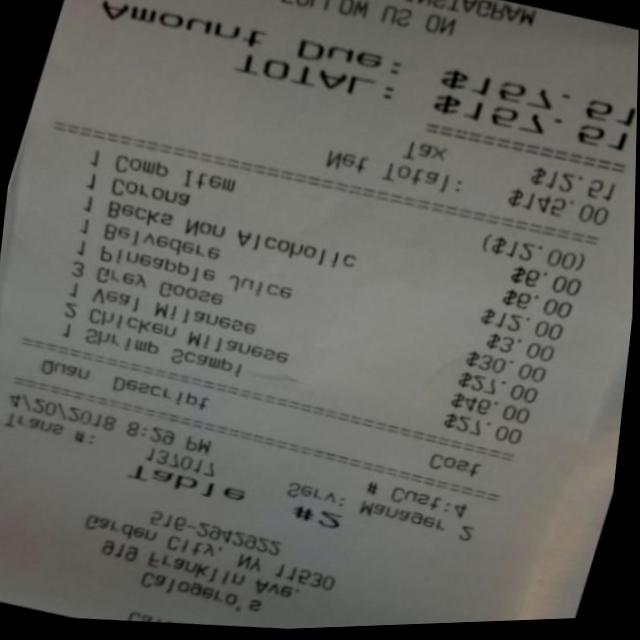 Calogero's
919 Franklin Ave.
Garden City, NY 11530
516-2942922
Table #2
Trans #: 137017 Serv: Manager 2
4/20/2018 8:29 PM # Cust:4
Quan Descript Cost
1 Shrimp Scampi $27.00
2 Chicken Milanese $46.00
1 Veal Milanese $27.00
3 Grey Goose $30.00
1 Pineapple Juice $3.00
1 Belvedere $12.00
1 Becks Non Alcoholic $6.00
1 Corona $6.00
1 Comp Item ($12.00)
Net Total: $145.00
Tax $12.51
TOTAL: $157.51
Amount Due: $157.51
FOLLOW US ON INSTAGRAM